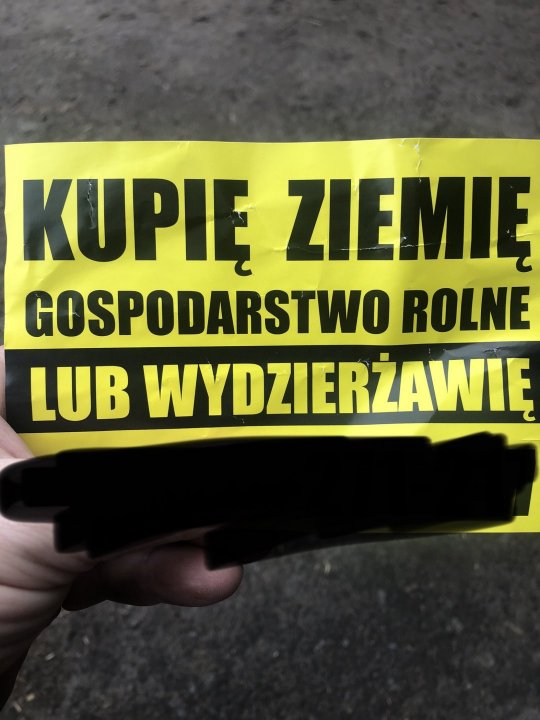 KUPIĘ ZIEMIĘ
GOSPODARSTWO ROLNE
LUB WYDZIERŻAWIĘ